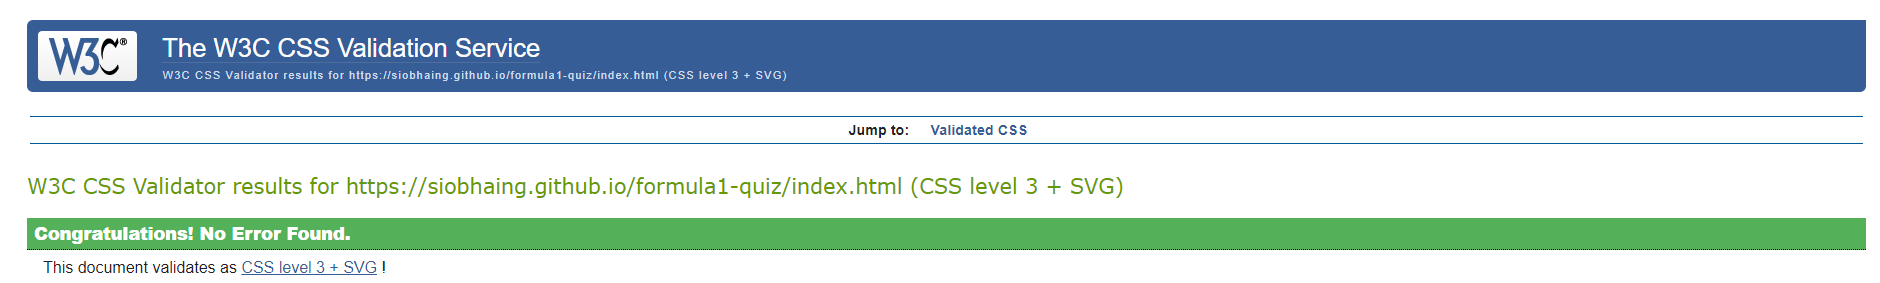 W3C®
The W3C CSS Validation Service
W3C CSS Validator results for https://siobhaing.github.io/formula1-quiz/index.html (CSS level 3 + SVG)
Jump to: Validated CSS
W3C CSS Validator results for https://siobhaing.github.io/formula1-quiz/index.html (CSS level 3 + SVG)
Congratulations! No Error Found.
This document validates as CSS level 3 + SVG !